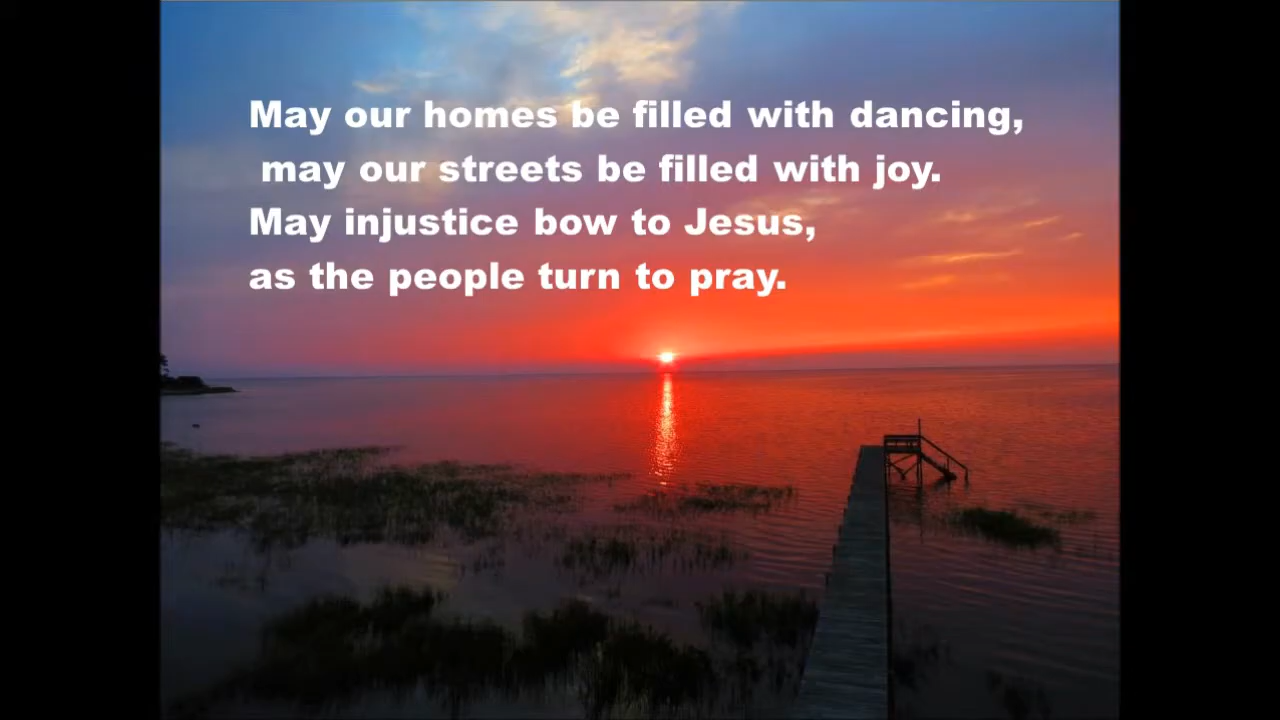 May our homes be filled with dancing,
may our streets be filled with joy.
May injustice bow to Jesus,
as the people turn to pray.